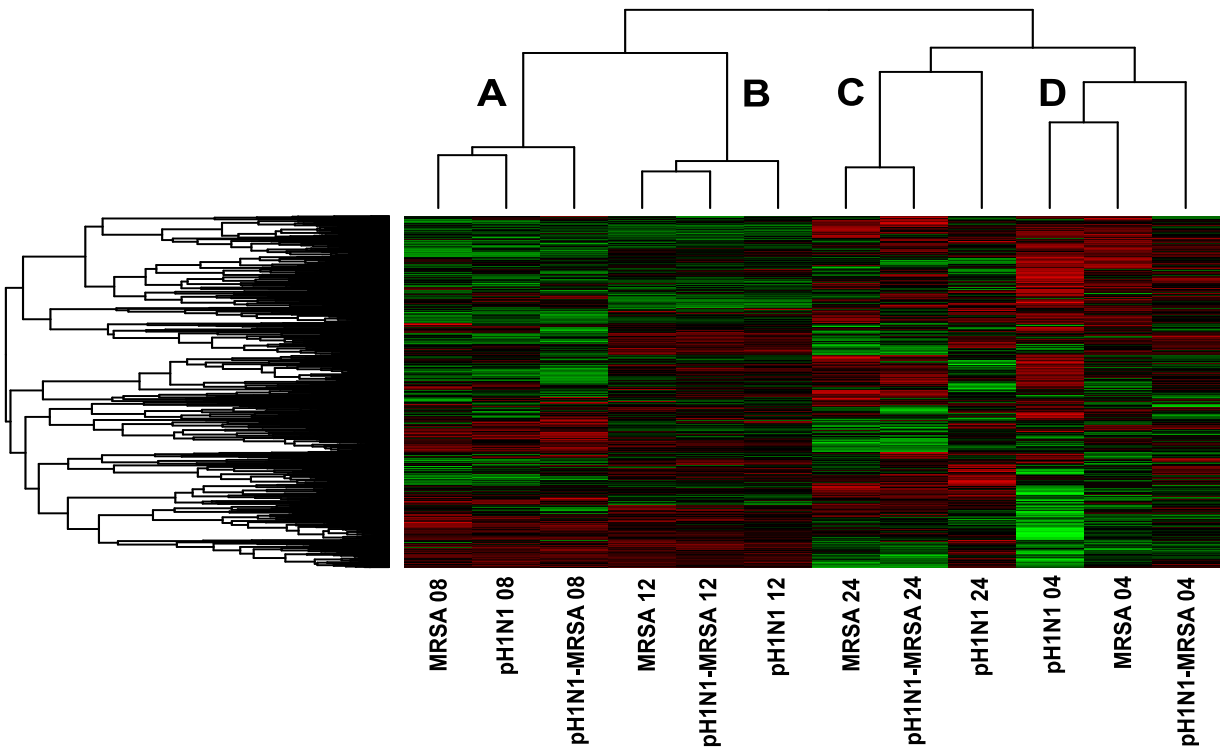 A
B
C
D
MRSA 08
pH1N1 08
pH1N1-MRSA 08
MRSA 12
pH1N1-MRSA 12
pH1N1 12
MRSA 24
pH1N1-MRSA 24
pH1N1 24
pH1N1 04
MRSA 04
pH1N1-MRSA 04